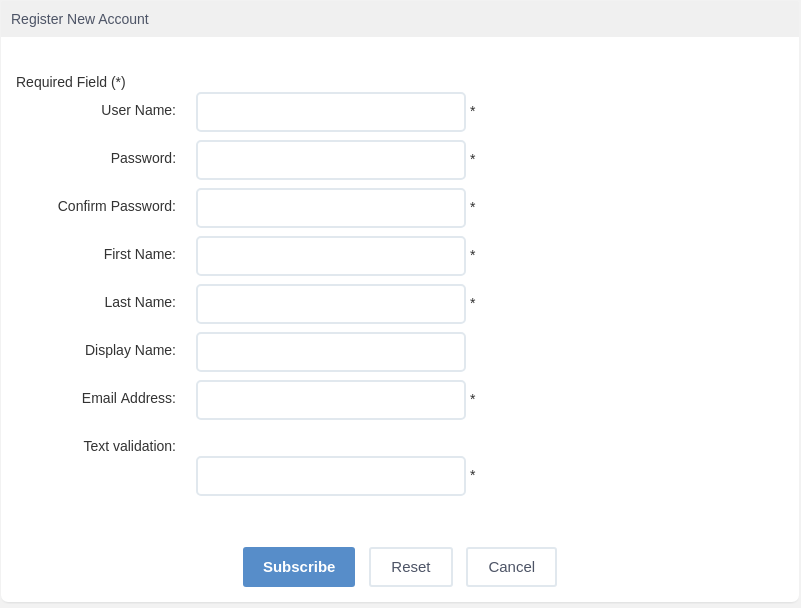 Register New Account
Required Field (*)
User Name: *
Password: *
Confirm Password: *
First Name: *
Last Name: *
Display Name:
Email Address: *
Text validation:
*
Subscribe Reset Cancel